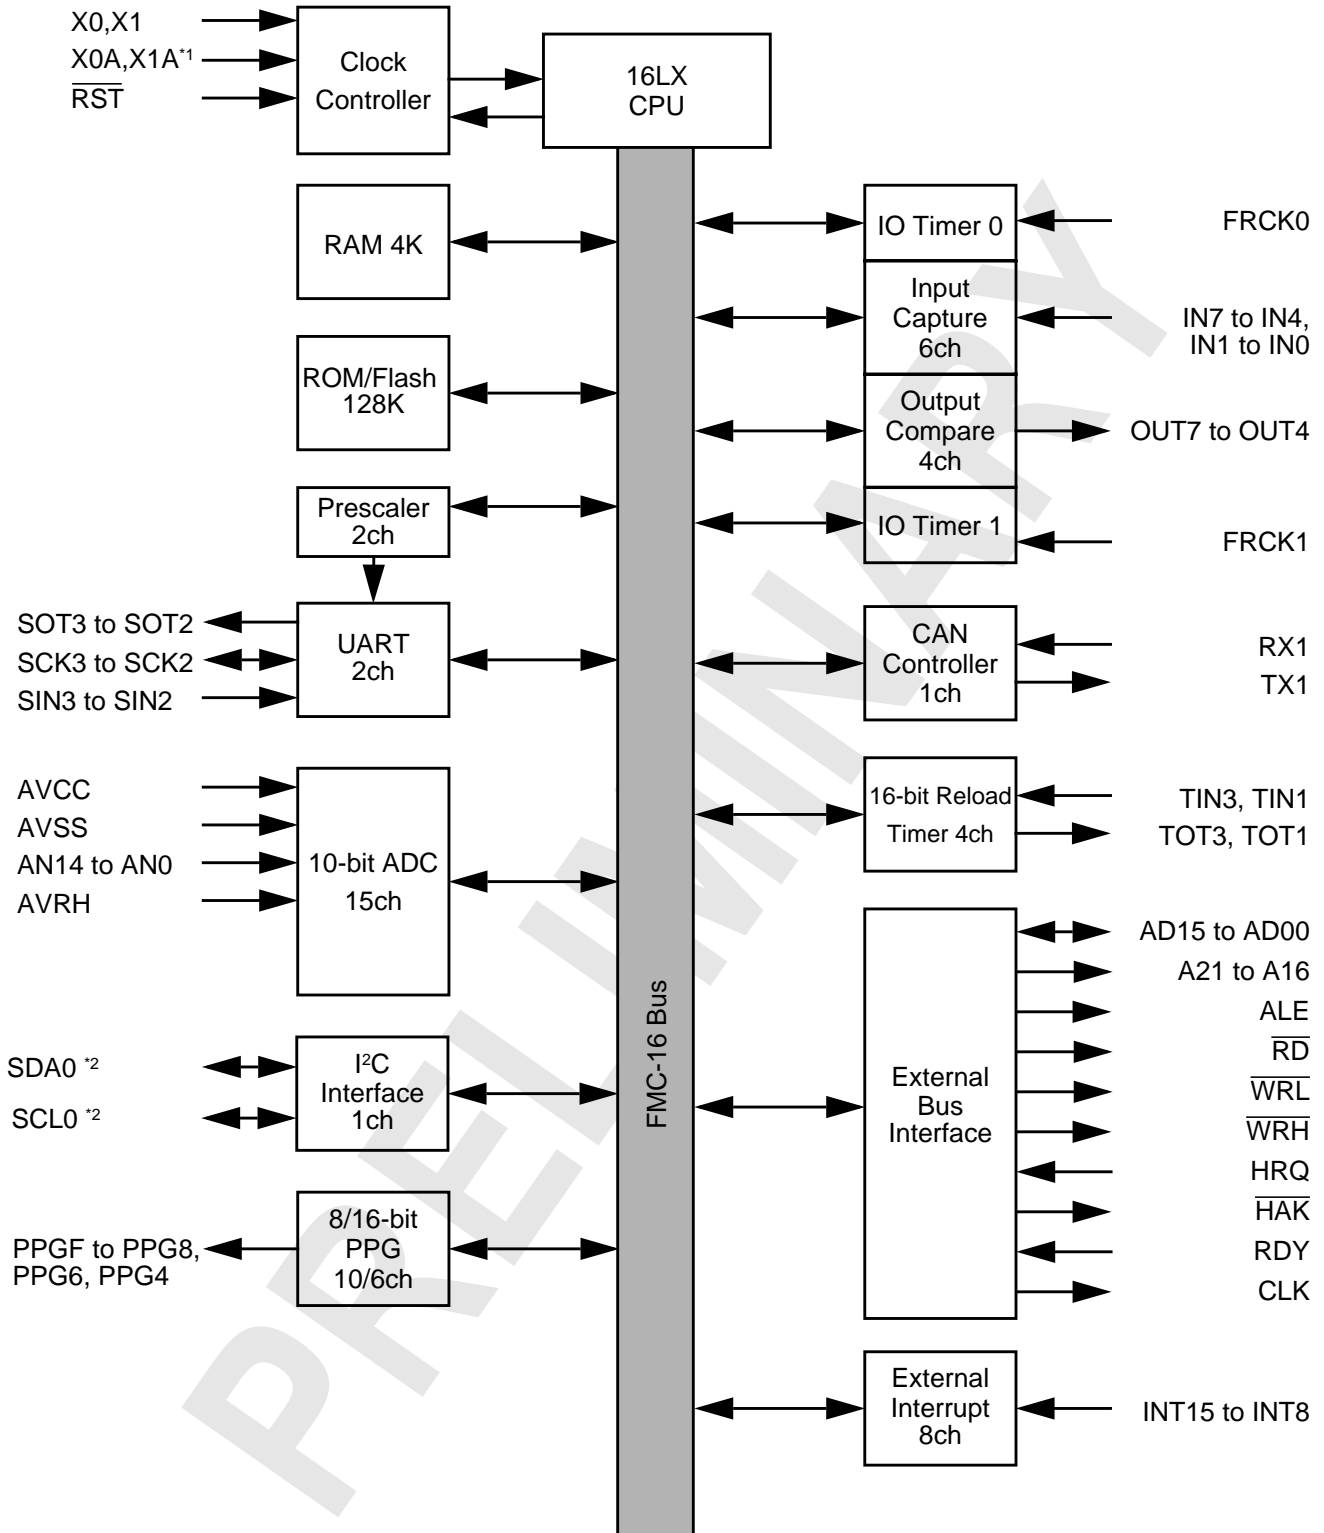 X0,X1
X0A,X1A*1
RST
Clock
Controller
16LX
CPU
RAM 4K
ROM/Flash
128K
Prescaler
2ch
SOT3 to SOT2
SCK3 to SCK2
SIN3 to SIN2
UART
2ch
AVCC
AVSS
AN14 to AN0
AVRH
10-bit ADC
15ch
SDA0 *2
SCL0 *2
I²C
Interface
1ch
PPGF to PPG8,
PPG6, PPG4
8/16-bit
PPG
10/6ch
FMC-16 Bus
IO Timer 0
FRCK0
Input
Capture
6ch
IN7 to IN4,
IN1 to IN0
Output
Compare
4ch
OUT7 to OUT4
IO Timer 1
FRCK1
CAN
Controller
1ch
RX1
TX1
16-bit Reload
Timer 4ch
TIN3, TIN1
TOT3, TOT1
External
Bus
Interface
AD15 to AD00
A21 to A16
ALE
RD
WRL
WRH
HRQ
HAK
RDY
CLK
External
Interrupt
8ch
INT15 to INT8
PRELIMINARY